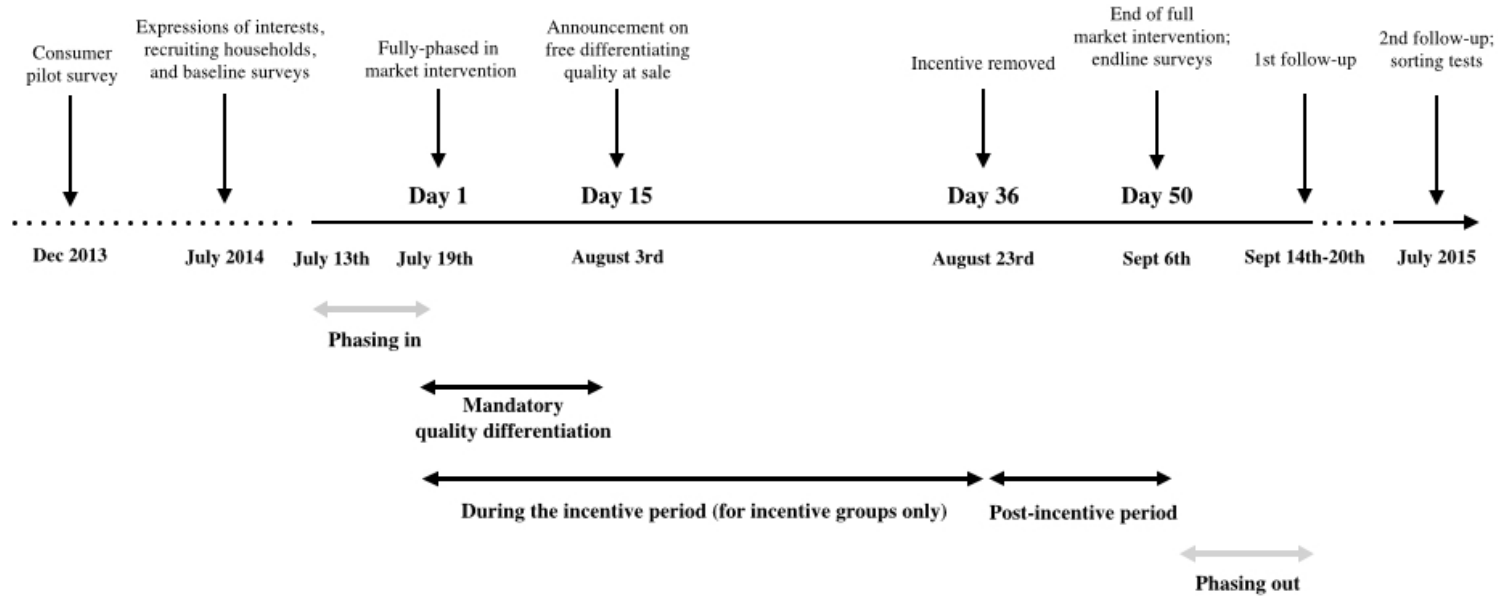 Consumer
pilot survey
Expressions of interests,
recruiting households,
and baseline surveys
Fully-phased in
market intervention
Announcement on
free differentiating
quality at sale
Incentive removed
End of full
market intervention;
endline surveys
1st follow-up
2nd follow-up;
sorting tests
Day 1
Day 15
Day 36
Day 50
Dec 2013
July 2014
July 13th
July 19th
August 3rd
August 23rd
Sept 6th
Sept 14th-20th
July 2015
Phasing in
Mandatory
quality differentiation
During the incentive period (for incentive groups only)
Post-incentive period
Phasing out